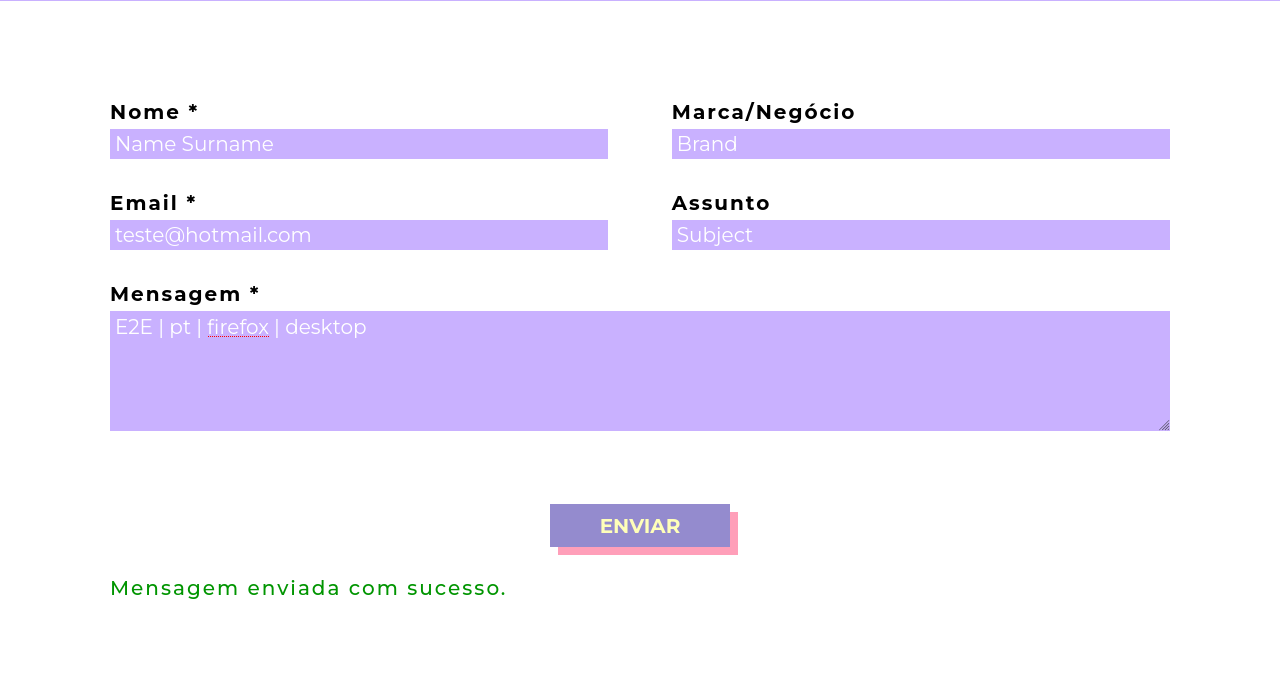 Nome *
Marca/Negócio
Name Surname
Brand
Email *
Assunto
teste@hotmail.com
Subject
Mensagem *
E2E | pt | firefox | desktop
ENVIAR
Mensagem enviada com sucesso.